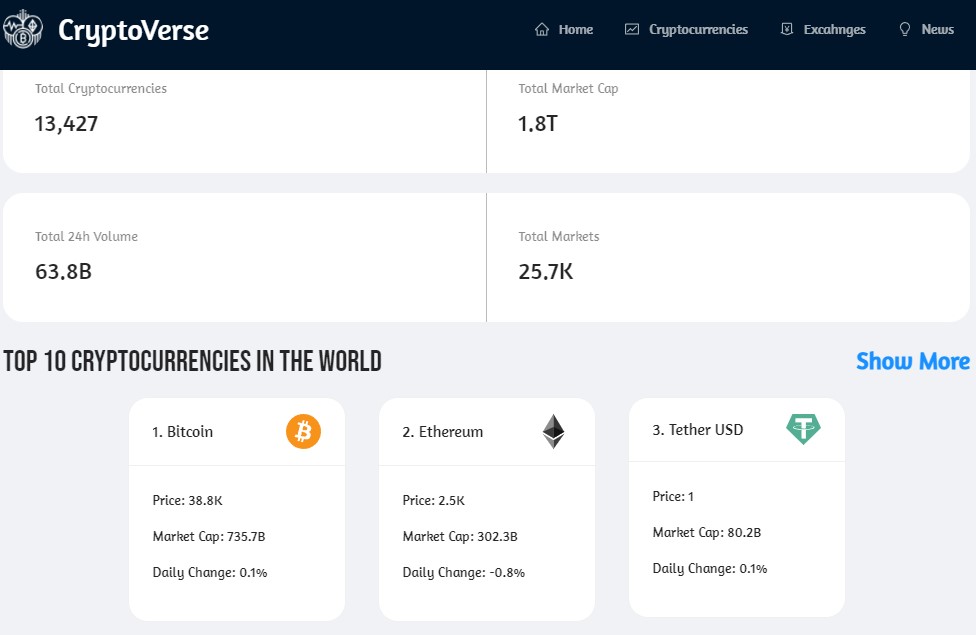 CryptoVerse
Home Cryptocurrencies Excahnges News
Total Cryptocurrencies
13,427
Total Market Cap
1.8T
Total 24h Volume
63.8B
Total Markets
25.7K
TOP 10 CRYPTOCURRENCIES IN THE WORLD
Show More
1. Bitcoin
Price: 38.8K
Market Cap: 735.7B
Daily Change: 0.1%
2. Ethereum
Price: 2.5K
Market Cap: 302.3B
Daily Change: -0.8%
3. Tether USD
Price: 1
Market Cap: 80.2B
Daily Change: 0.1%